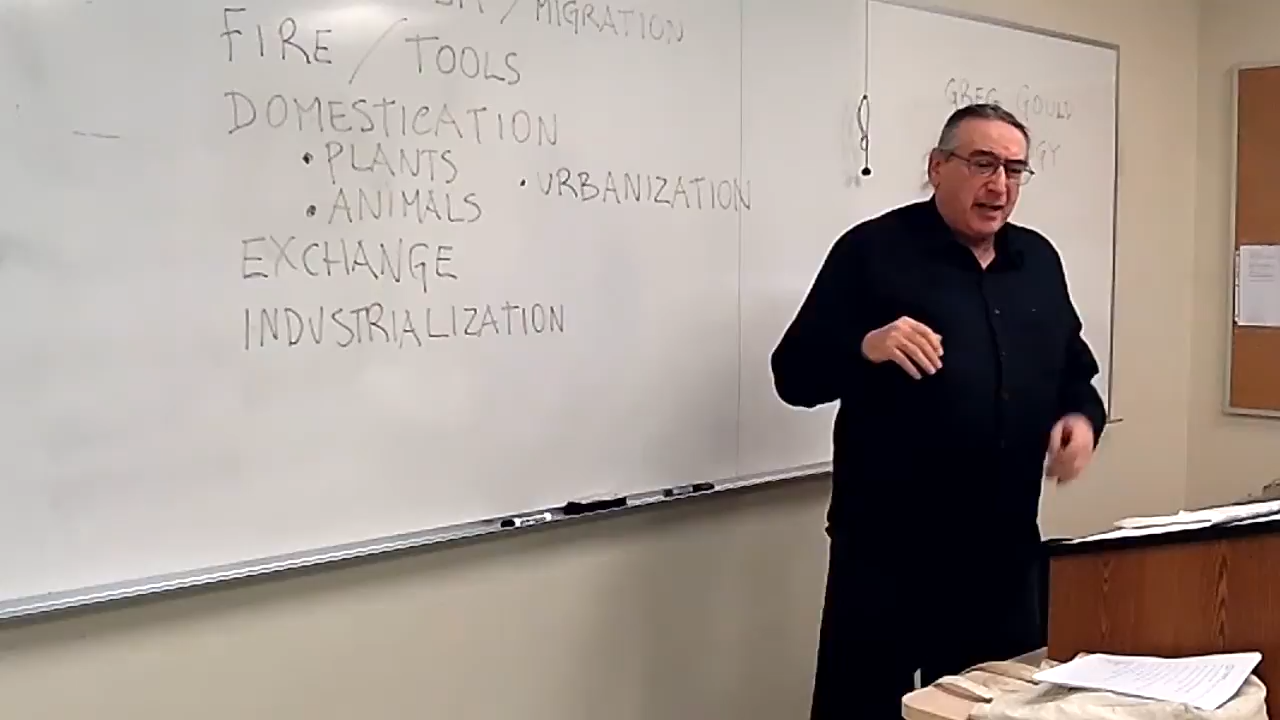 / MIGRATION
FIRE / TOOLS
DOMESTICATION
• PLANTS
• ANIMALS
• URBANIZATION
EXCHANGE
INDUSTRIALIZATION
GREG GOULD